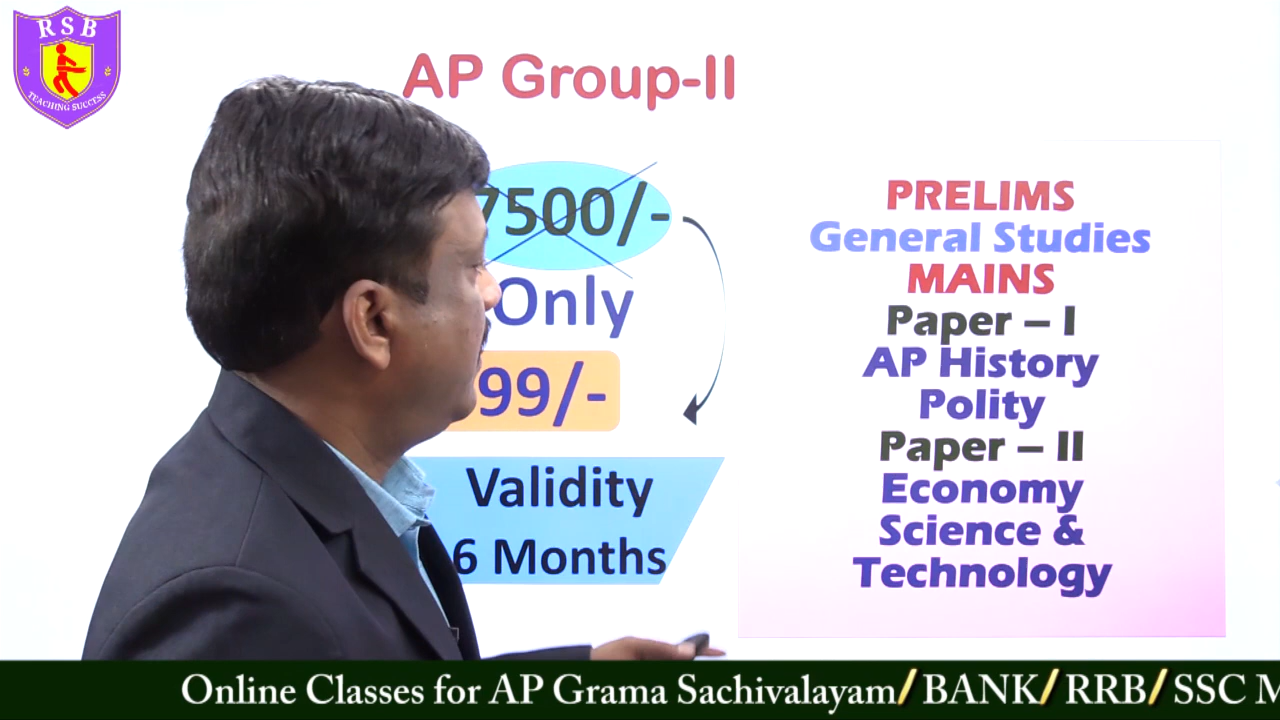 RSB
TEACHING SUCCESS
AP Group-II
7500/-
Only
99/-
Validity
6 Months
PRELIMS
General Studies
MAINS
Paper – I
AP History
Polity
Paper – II
Economy
Science &
Technology
Online Classes for AP Grama Sachivalayam/BANK/RRB/SSC M